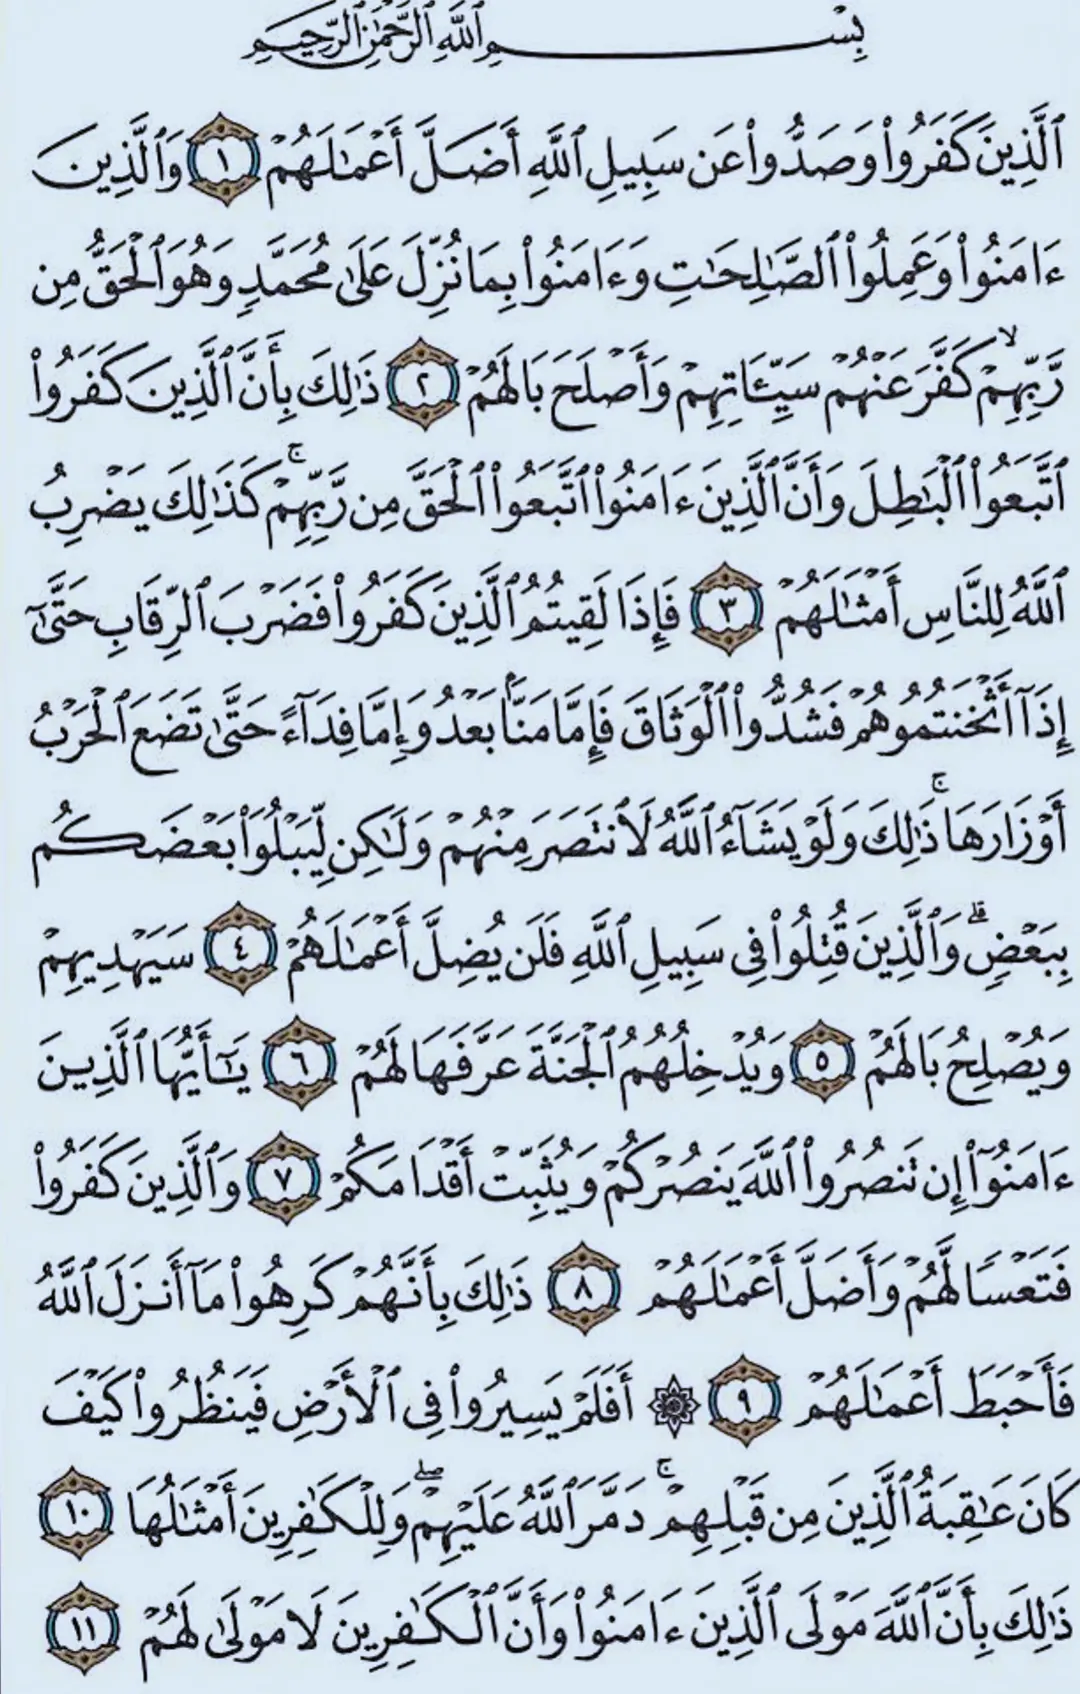 بِسْمِ ٱللَّهِ ٱلرَّحْمَٰنِ ٱلرَّحِيمِ
ٱلَّذِينَ كَفَرُوا۟ وَصَدُّوا۟ عَن سَبِيلِ ٱللَّهِ أَضَلَّ أَعْمَٰلَهُمْ ١ وَٱلَّذِينَ
ءَامَنُوا۟ وَعَمِلُوا۟ ٱلصَّٰلِحَٰتِ وَءَامَنُوا۟ بِمَا نُزِّلَ عَلَىٰ مُحَمَّدٍ وَهُوَ ٱلْحَقُّ مِن
رَّبِّهِمْ ۙ كَفَّرَ عَنْهُمْ سَيِّـَٔاتِهِمْ وَأَصْلَحَ بَالَهُمْ ٢ ذَٰلِكَ بِأَنَّ ٱلَّذِينَ كَفَرُوا۟
ٱتَّبَعُوا۟ ٱلْبَٰطِلَ وَأَنَّ ٱلَّذِينَ ءَامَنُوا۟ ٱتَّبَعُوا۟ ٱلْحَقَّ مِن رَّبِّهِمْ ۚ كَذَٰلِكَ يَضْرِبُ
ٱللَّهُ لِلنَّاسِ أَمْثَٰلَهُمْ ٣ فَإِذَا لَقِيتُمُ ٱلَّذِينَ كَفَرُوا۟ فَضَرْبَ ٱلرِّقَابِ حَتَّىٰٓ
إِذَآ أَثْخَنتُمُوهُمْ فَشُدُّوا۟ ٱلْوَثَاقَ فَإِمَّا مَنًّۢا بَعْدُ وَإِمَّا فِدَآءً حَتَّىٰ تَضَعَ ٱلْحَرْبُ
أَوْزَارَهَا ۚ ذَٰلِكَ وَلَوْ يَشَآءُ ٱللَّهُ لَٱنتَصَرَ مِنْهُمْ وَلَٰكِن لِّيَبْلُوَا۟ بَعْضَكُم
بِبَعْضٍ ۗ وَٱلَّذِينَ قُتِلُوا۟ فِى سَبِيلِ ٱللَّهِ فَلَن يُضِلَّ أَعْمَٰلَهُمْ ٤ سَيَهْدِيهِمْ
وَيُصْلِحُ بَالَهُمْ ٥ وَيُدْخِلُهُمُ ٱلْجَنَّةَ عَرَّفَهَا لَهُمْ ٦ يَٰٓأَيُّهَا ٱلَّذِينَ
ءَامَنُوٓا۟ إِن تَنصُرُوا۟ ٱللَّهَ يَنصُرْكُمْ وَيُثَبِّتْ أَقْدَامَكُمْ ٧ وَٱلَّذِينَ كَفَرُوا۟
فَتَعْسًا لَّهُمْ وَأَضَلَّ أَعْمَٰلَهُمْ ٨ ذَٰلِكَ بِأَنَّهُمْ كَرِهُوا۟ مَآ أَنزَلَ ٱللَّهُ
فَأَحْبَطَ أَعْمَٰلَهُمْ ٩ ۞ أَفَلَمْ يَسِيرُوا۟ فِى ٱلْأَرْضِ فَيَنظُرُوا۟ كَيْفَ
كَانَ عَٰقِبَةُ ٱلَّذِينَ مِن قَبْلِهِمْ ۚ دَمَّرَ ٱللَّهُ عَلَيْهِمْ ۖ وَلِلْكَٰفِرِينَ أَمْثَٰلُهَا ١٠
ذَٰلِكَ بِأَنَّ ٱللَّهَ مَوْلَى ٱلَّذِينَ ءَامَنُوا۟ وَأَنَّ ٱلْكَٰفِرِينَ لَا مَوْلَىٰ لَهُمْ ١١